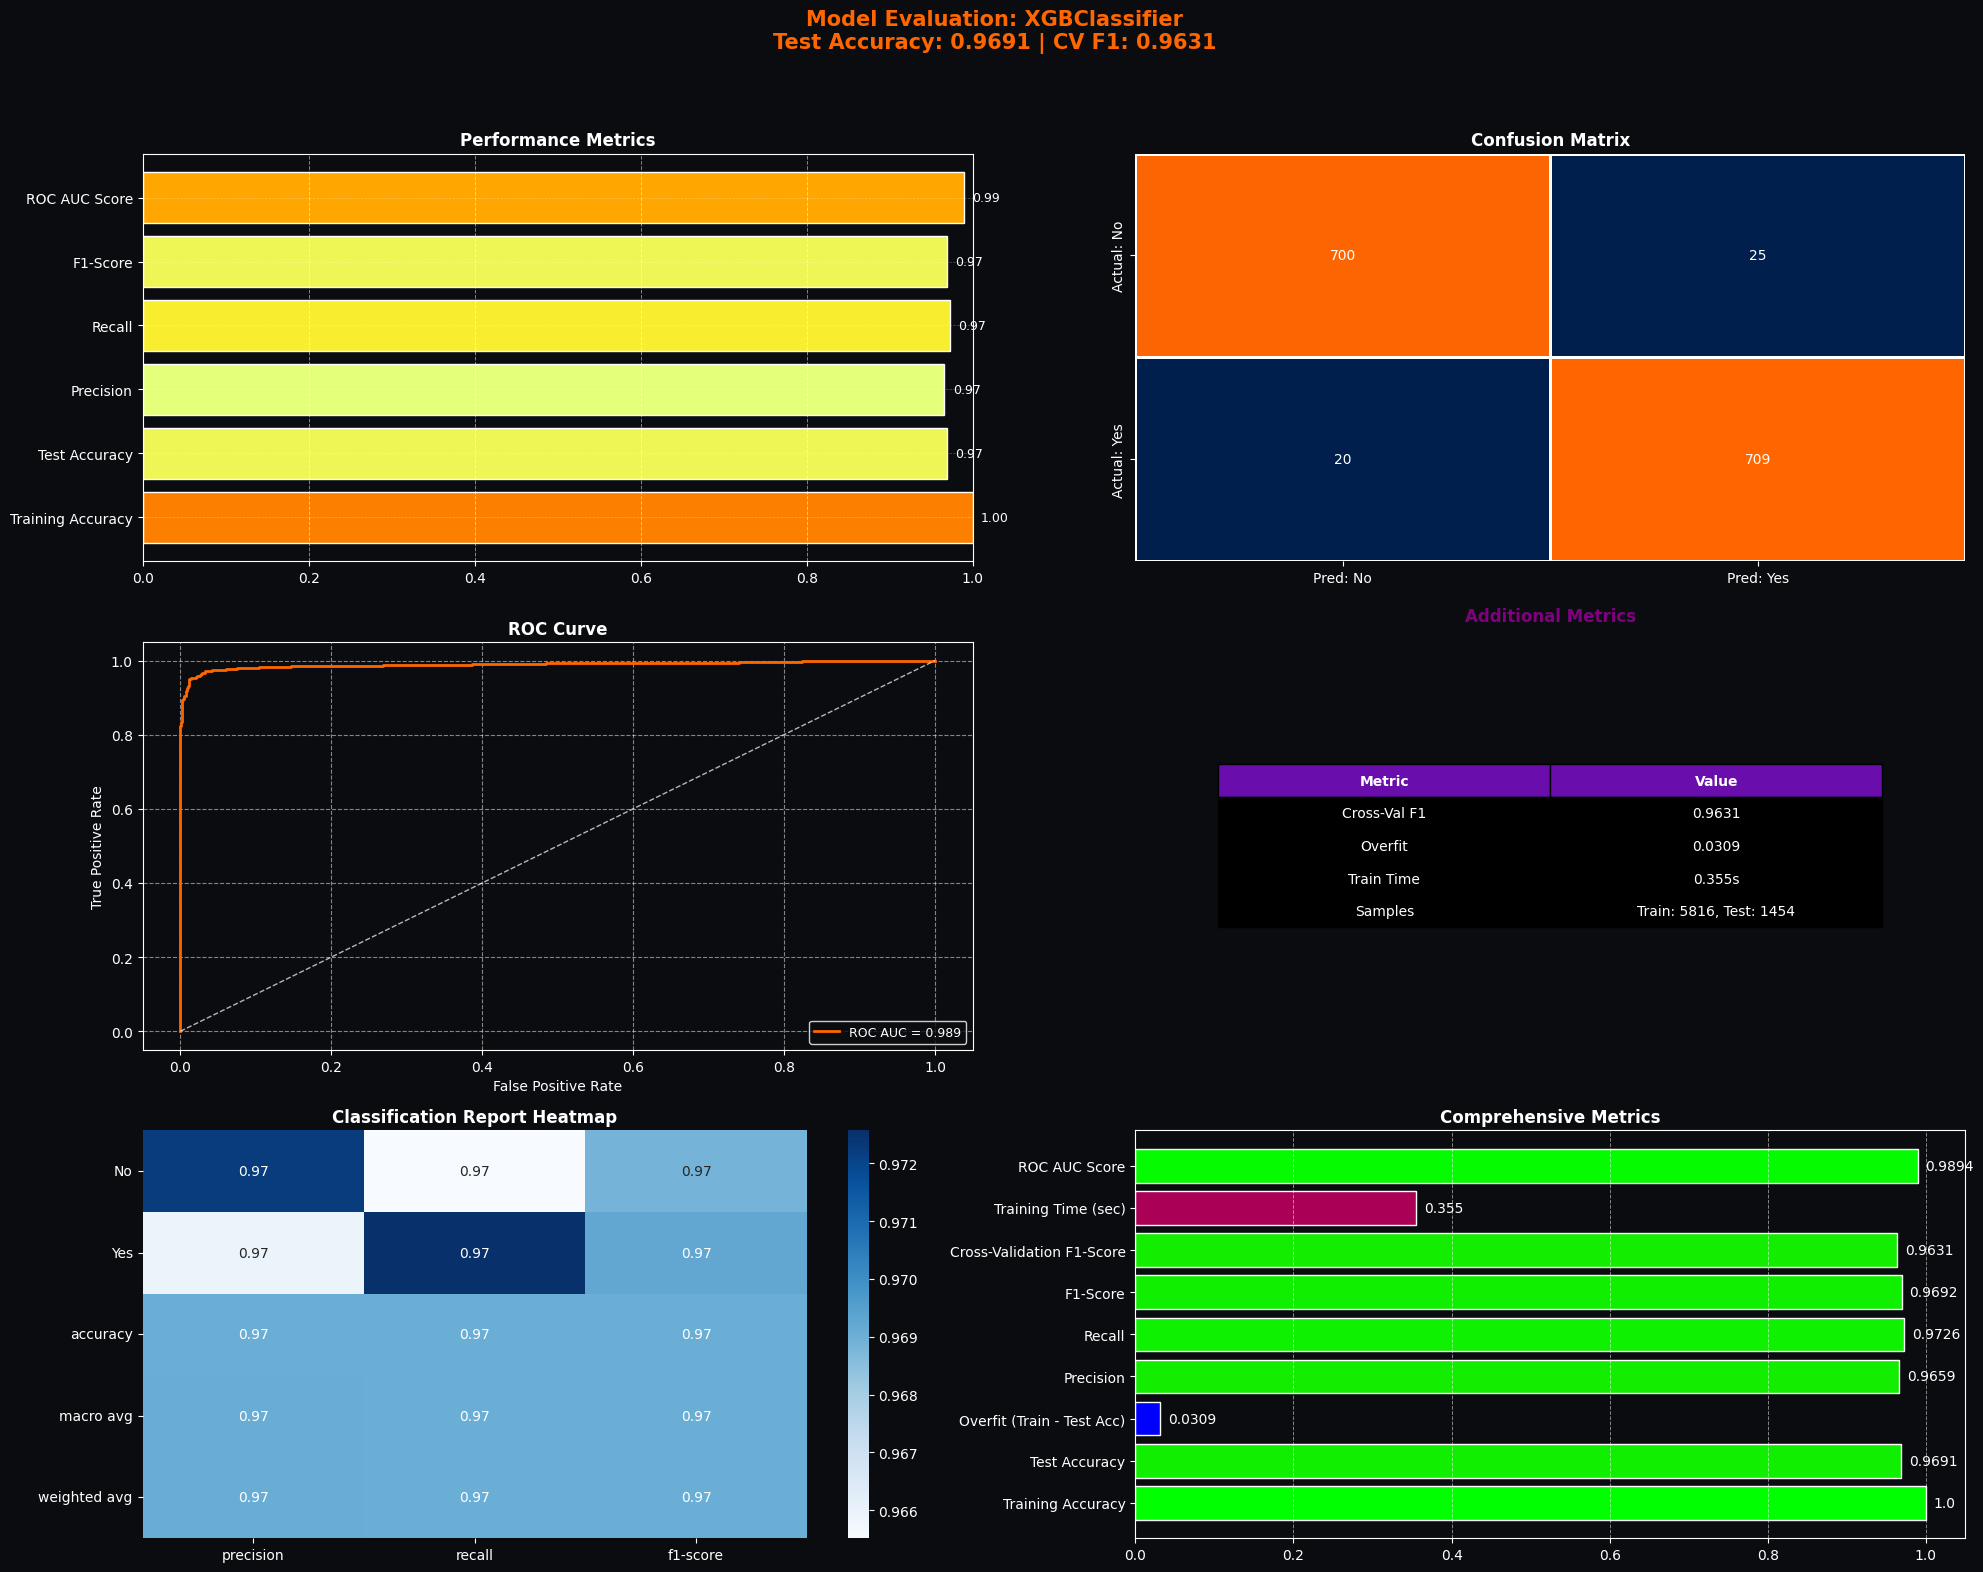 Model Evaluation: XGBClassifier
Test Accuracy: 0.9691 | CV F1: 0.9631
Performance Metrics
ROC AUC Score 0.99
F1-Score 0.97
Recall 0.97
Precision 0.97
Test Accuracy 0.97
Training Accuracy 1.00
0.0 0.2 0.4 0.6 0.8 1.0
Confusion Matrix
Actual: No
700 25
Actual: Yes
20 709
Pred: No Pred: Yes
ROC Curve
True Positive Rate
1.0
0.8
0.6
0.4
0.2
0.0
ROC AUC = 0.989
0.0 0.2 0.4 0.6 0.8 1.0
False Positive Rate
Additional Metrics
Metric Value
Cross-Val F1 0.9631
Overfit 0.0309
Train Time 0.355s
Samples Train: 5816, Test: 1454
Classification Report Heatmap
No 0.97 0.97 0.97
Yes 0.97 0.97 0.97
accuracy 0.97 0.97 0.97
macro avg 0.97 0.97 0.97
weighted avg 0.97 0.97 0.97
precision recall f1-score
0.972
0.971
0.970
0.969
0.968
0.967
0.966
Comprehensive Metrics
ROC AUC Score 0.9894
Training Time (sec) 0.355
Cross-Validation F1-Score 0.9631
F1-Score 0.9692
Recall 0.9726
Precision 0.9659
Overfit (Train - Test Acc) 0.0309
Test Accuracy 0.9691
Training Accuracy 1.0
0.0 0.2 0.4 0.6 0.8 1.0